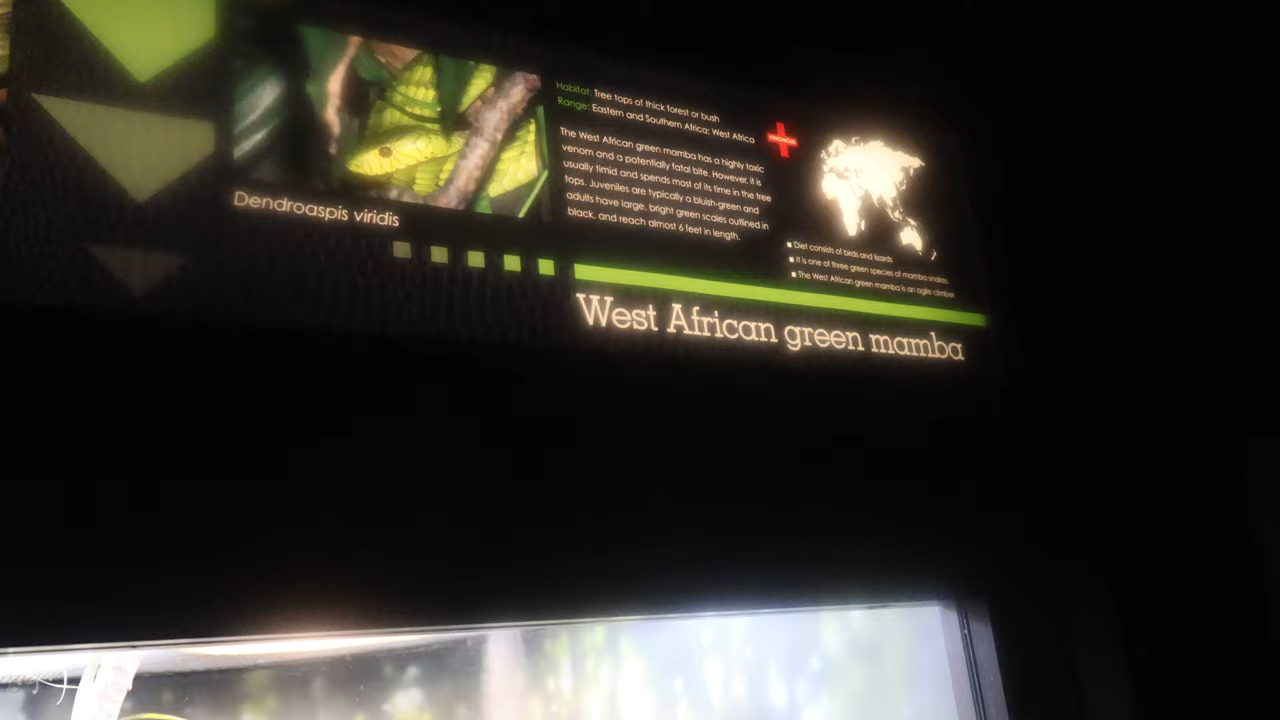 Habitat: Tree tops of thick forest or bush
Range: Eastern and Southern Africa; West Africa
The West African green mamba has a highly toxic
venom and a potentially fatal bite. However, it is
usually timid and spends most of its time in the tree
tops. Juveniles are typically a bluish-green and
adults have large, bright green scales outlined in
black, and reach almost 6 feet in length.
VENOMOUS
Dendroaspis viridis
■ Diet consists of birds and lizards
■ It is one of three green species of mamba snakes
■ The West African green mamba is an agile climber
West African green mamba